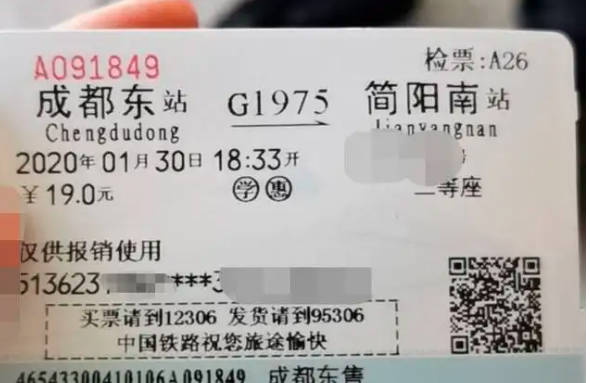 检票:A26
A091849
成都东站 G1975 简阳南站
Chengdudong Jianyangnan
2020年01月30日 18:33开
￥19.0元 学 惠 二等座
仅供报销使用
513623 ***3
买票请到12306 发货请到95306
中国铁路祝您旅途愉快
46543300410106A091849 成都东售